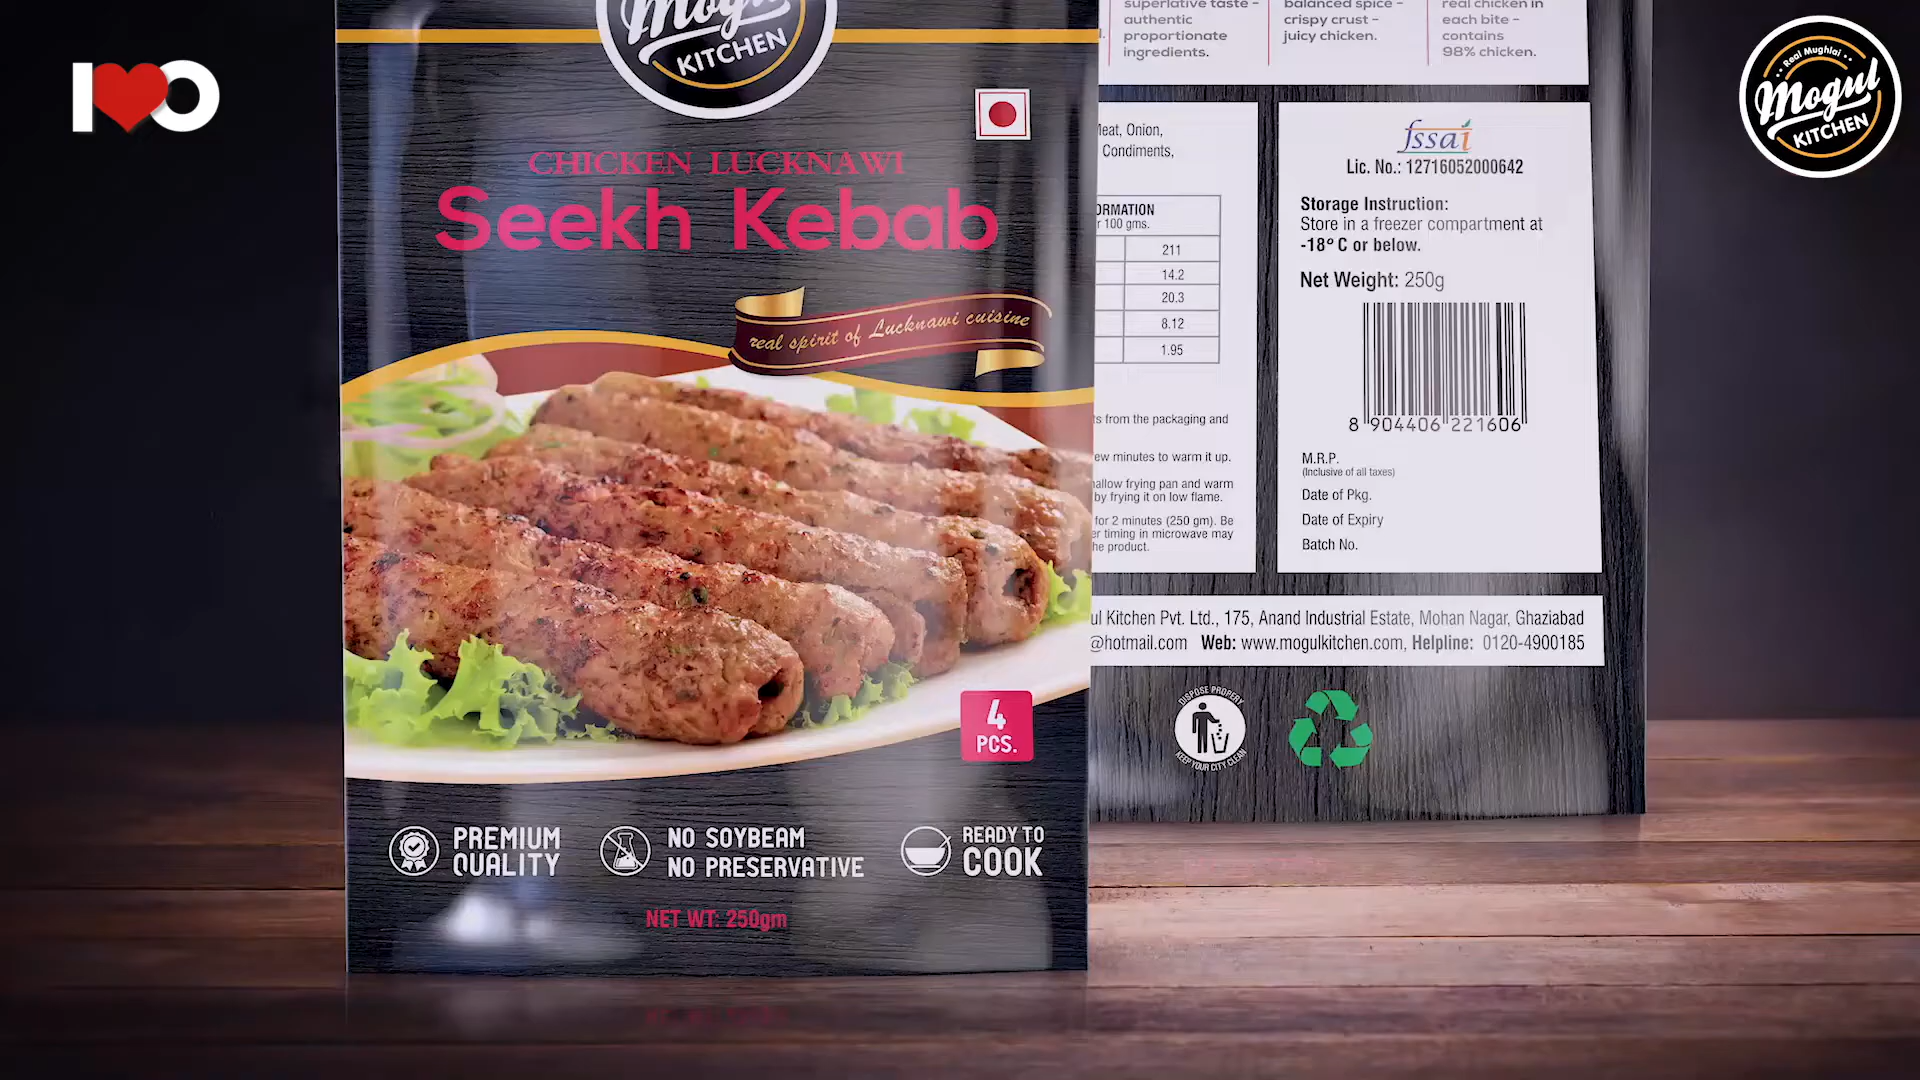 I O
Mogul
KITCHEN
CHICKEN LUCKNAWI
Seekh Kebab
real spirit of Lucknawi cuisine
4
PCS.
PREMIUM
QUALITY
NO SOYBEAM
NO PRESERVATIVE
READY TO
COOK
NET WT: 250gm
superlative taste -
authentic
proportionate
ingredients.
balanced spice -
crispy crust -
juicy chicken.
real chicken in
each bite -
contains
98% chicken.
Meat, Onion,
Condiments,
ORMATION
r 100 gms.
211
14.2
20.3
8.12
1.95
ts from the packaging and
ew minutes to warm it up.
hallow frying pan and warm
by frying it on low flame.
for 2 minutes (250 gm). Be
er timing in microwave may
he product.
fssai
Lic. No.: 12716052000642
Storage Instruction:
Store in a freezer compartment at
-18° C or below.
Net Weight: 250g
8 904406 221606
M.R.P.
(Inclusive of all taxes)
Date of Pkg.
Date of Expiry
Batch No.
ul Kitchen Pvt. Ltd., 175, Anand Industrial Estate, Mohan Nagar, Ghaziabad
@hotmail.com Web: www.mogulkitchen.com, Helpline: 0120-4900185
DISPOSE PROPERLY
KEEP YOUR CITY CLEAN
Real Mughlai
Mogul
KITCHEN